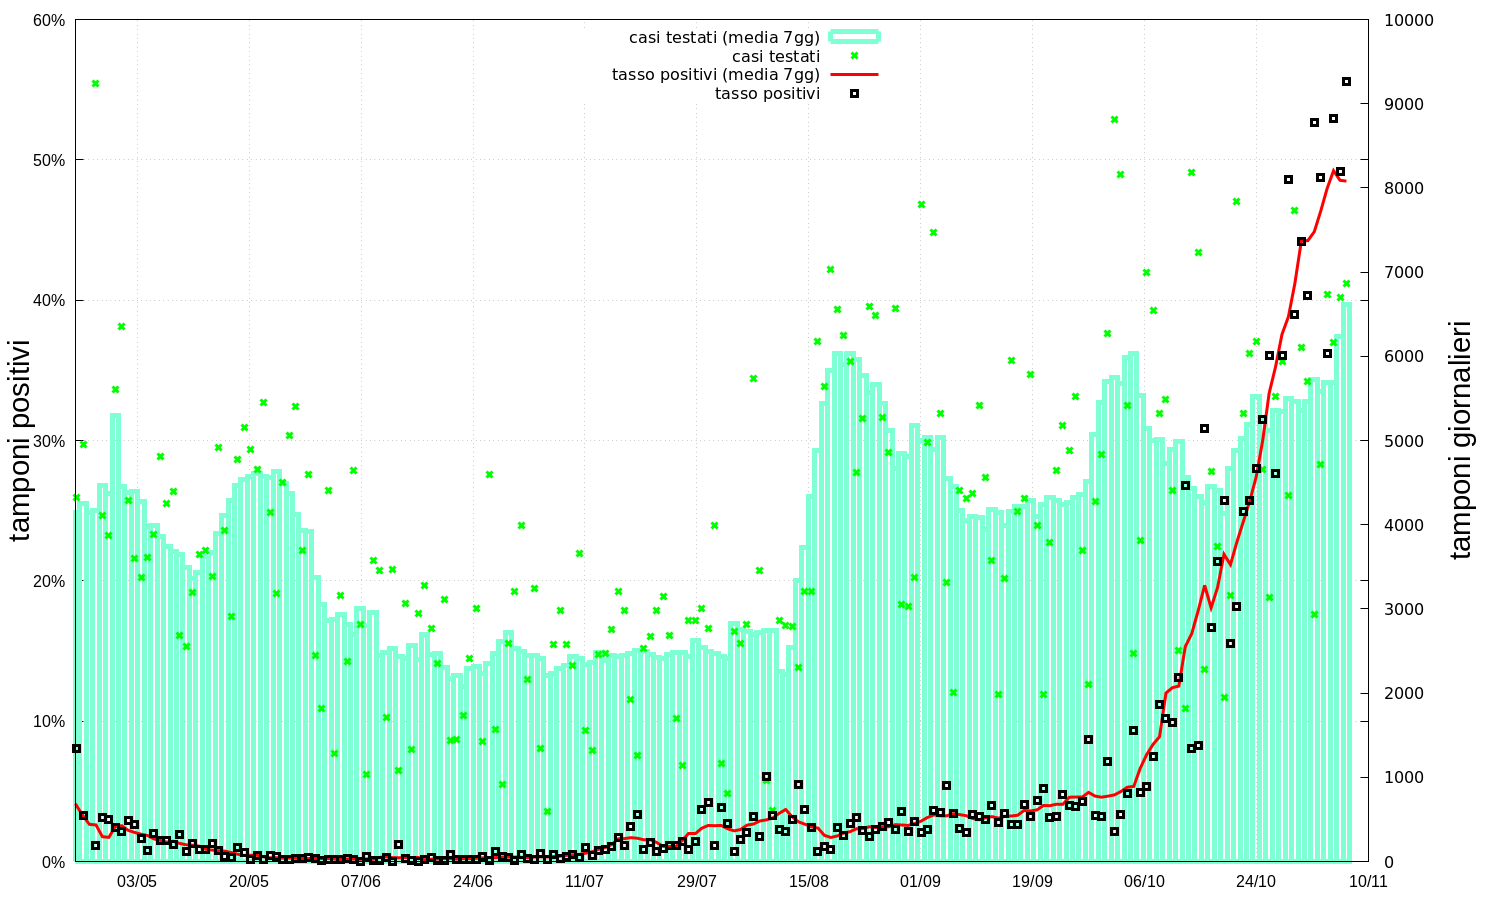 casi testati (media 7gg)
casi testati
tasso positivi (media 7gg)
tasso positivi
60%
50%
40%
30%
20%
10%
0%
tamponi positivi
10000
9000
8000
7000
6000
5000
4000
3000
2000
1000
0
tamponi giornalieri
03/05 20/05 07/06 24/06 11/07 29/07 15/08 01/09 19/09 06/10 24/10 10/11